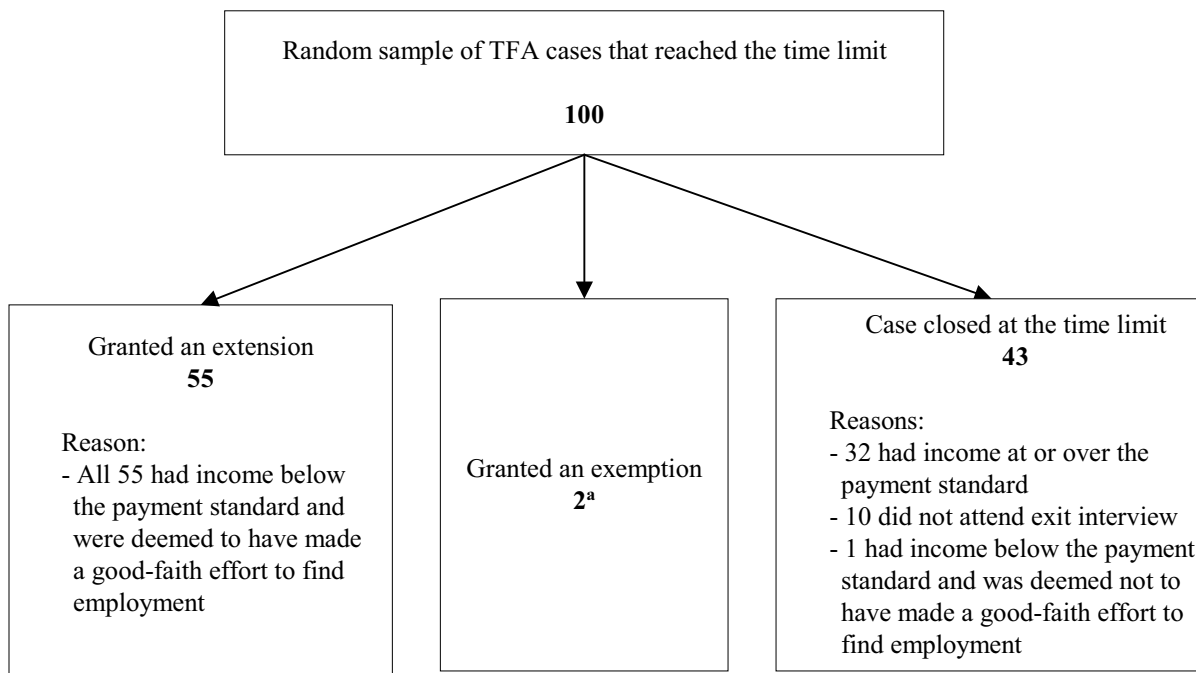 Random sample of TFA cases that reached the time limit
100
Granted an extension
55
Reason:
- All 55 had income below
the payment standard and
were deemed to have made
a good-faith effort to find
employment
Granted an exemption
2ᵃ
Case closed at the time limit
43
Reasons:
- 32 had income at or over the
payment standard
- 10 did not attend exit interview
- 1 had income below the payment
standard and was deemed not to
have made a good-faith effort to
find employment